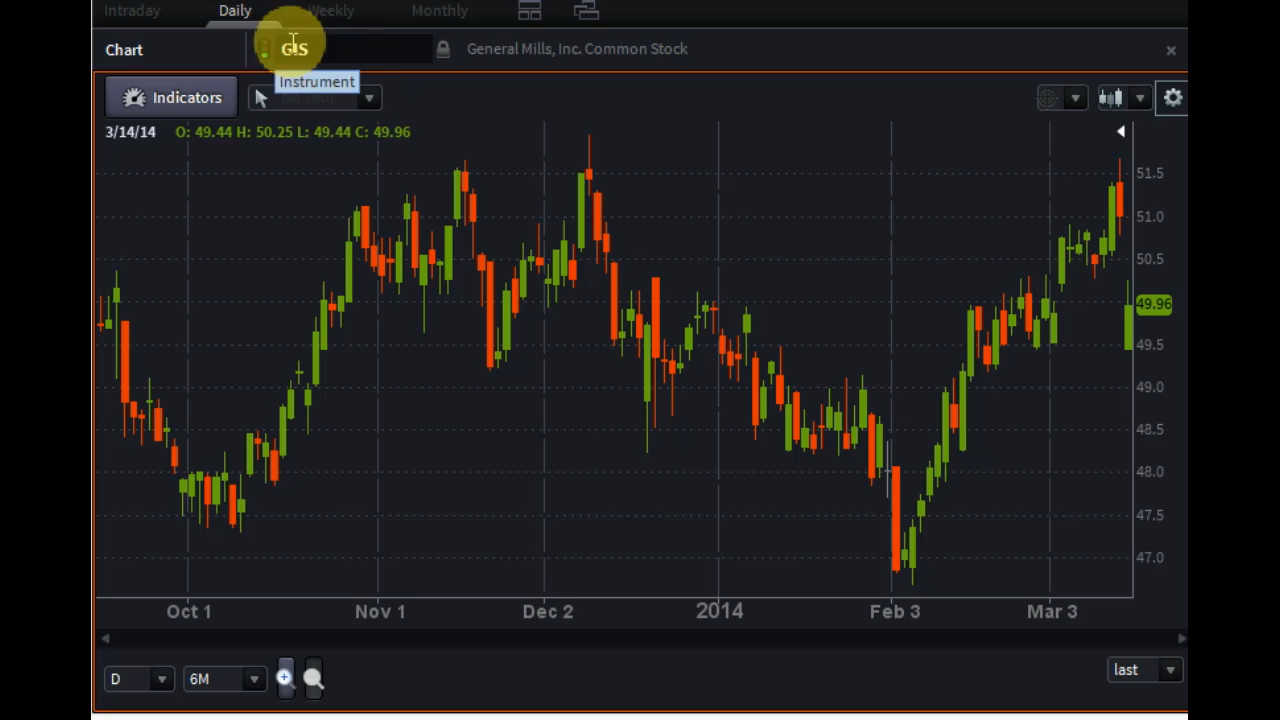 Intraday Daily Weekly Monthly
Chart GIS General Mills, Inc. Common Stock
Instrument
Indicators
3/14/14 O: 49.44 H: 50.25 L: 49.44 C: 49.96
51.5
51.0
50.5
49.96
49.5
49.0
48.5
48.0
47.5
47.0
Oct 1 Nov 1 Dec 2 2014 Feb 3 Mar 3
D 6M last